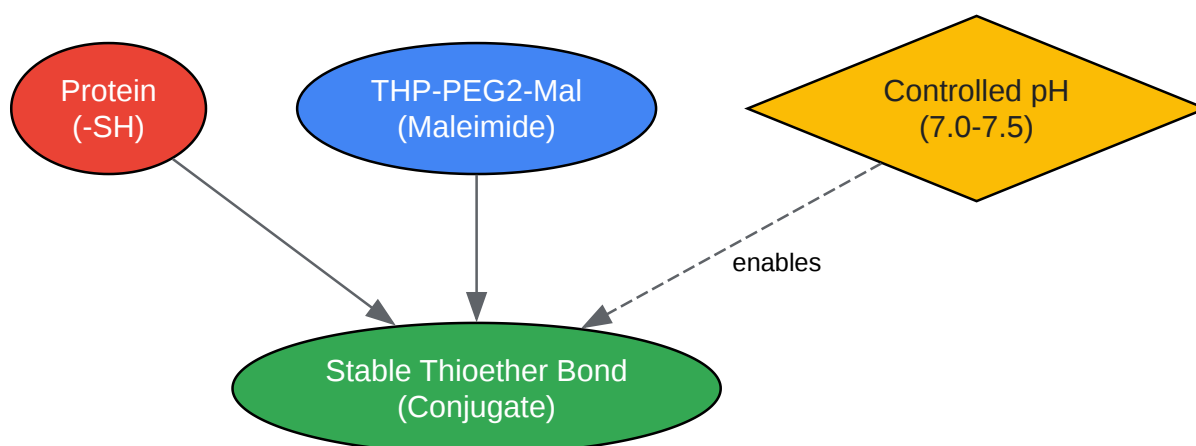 Protein
(-SH)
THP-PEG2-Mal
(Maleimide)
Controlled pH
(7.0-7.5)
enables
Stable Thioether Bond
(Conjugate)